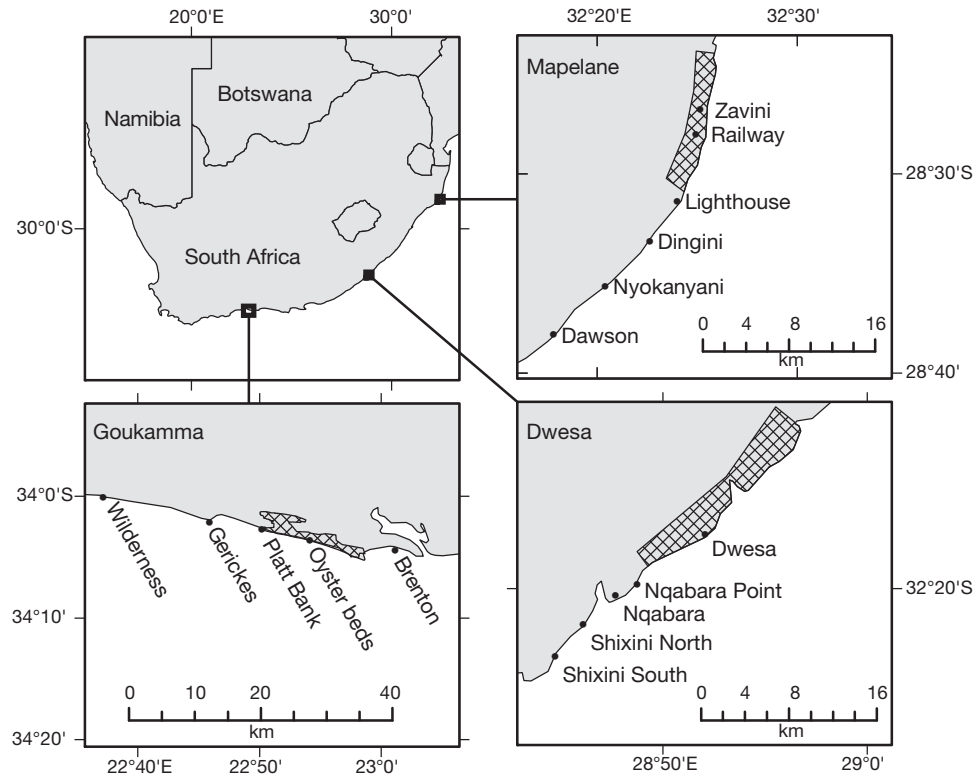 20°0'E
30°0'E
30°0'S
Namibia
Botswana
South Africa
32°20'E
32°30'E
Mapelane
Zavini
Railway
28°30'S
Lighthouse
Dingini
Nyokanyani
0 4 8 16
Dawson
km
28°40'
Goukamma
34°0'S
Wilderness
Gerickes
Platt Bank
Oyster beds
Brenton
34°10'
0 10 20 40
km
34°20'
22°40'E
22°50'E
23°0'
Dwesa
Dwesa
Nqabara Point
32°20'S
Nqabara
Shixini North
Shixini South
0 4 8 16
km
28°50'E
29°0'